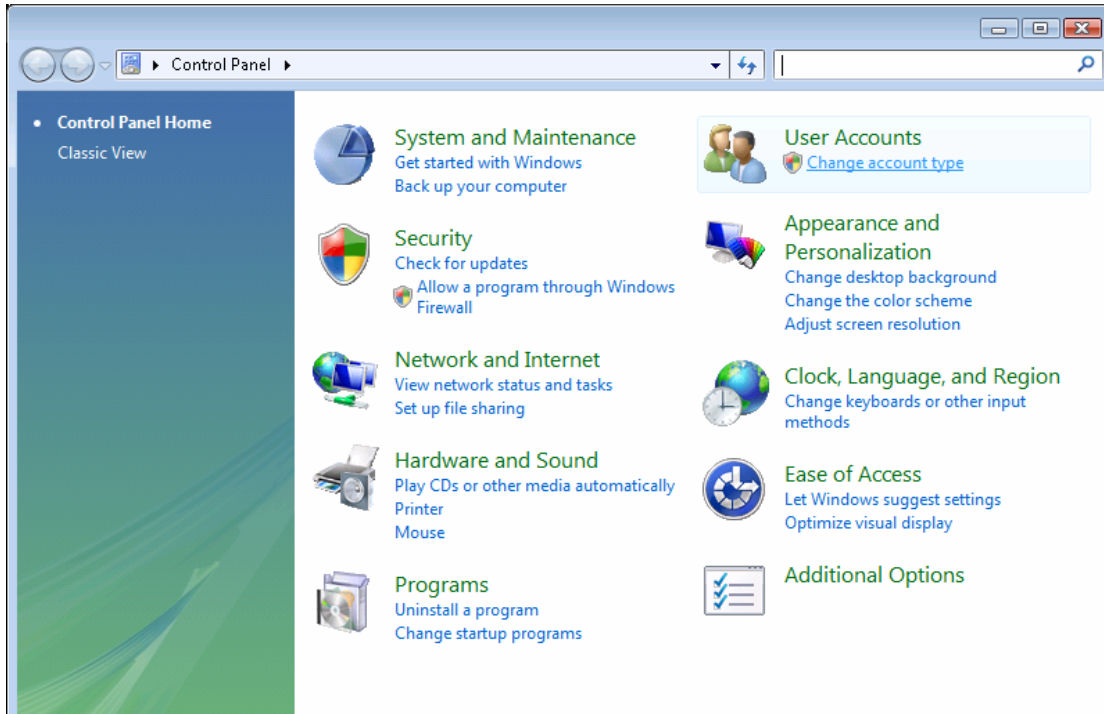 Control Panel
Control Panel Home
Classic View
System and Maintenance
Get started with Windows
Back up your computer
Security
Check for updates
Allow a program through Windows
Firewall
Network and Internet
View network status and tasks
Set up file sharing
Hardware and Sound
Play CDs or other media automatically
Printer
Mouse
Programs
Uninstall a program
Change startup programs
User Accounts
Change account type
Appearance and
Personalization
Change desktop background
Change the color scheme
Adjust screen resolution
Clock, Language, and Region
Change keyboards or other input
methods
Ease of Access
Let Windows suggest settings
Optimize visual display
Additional Options